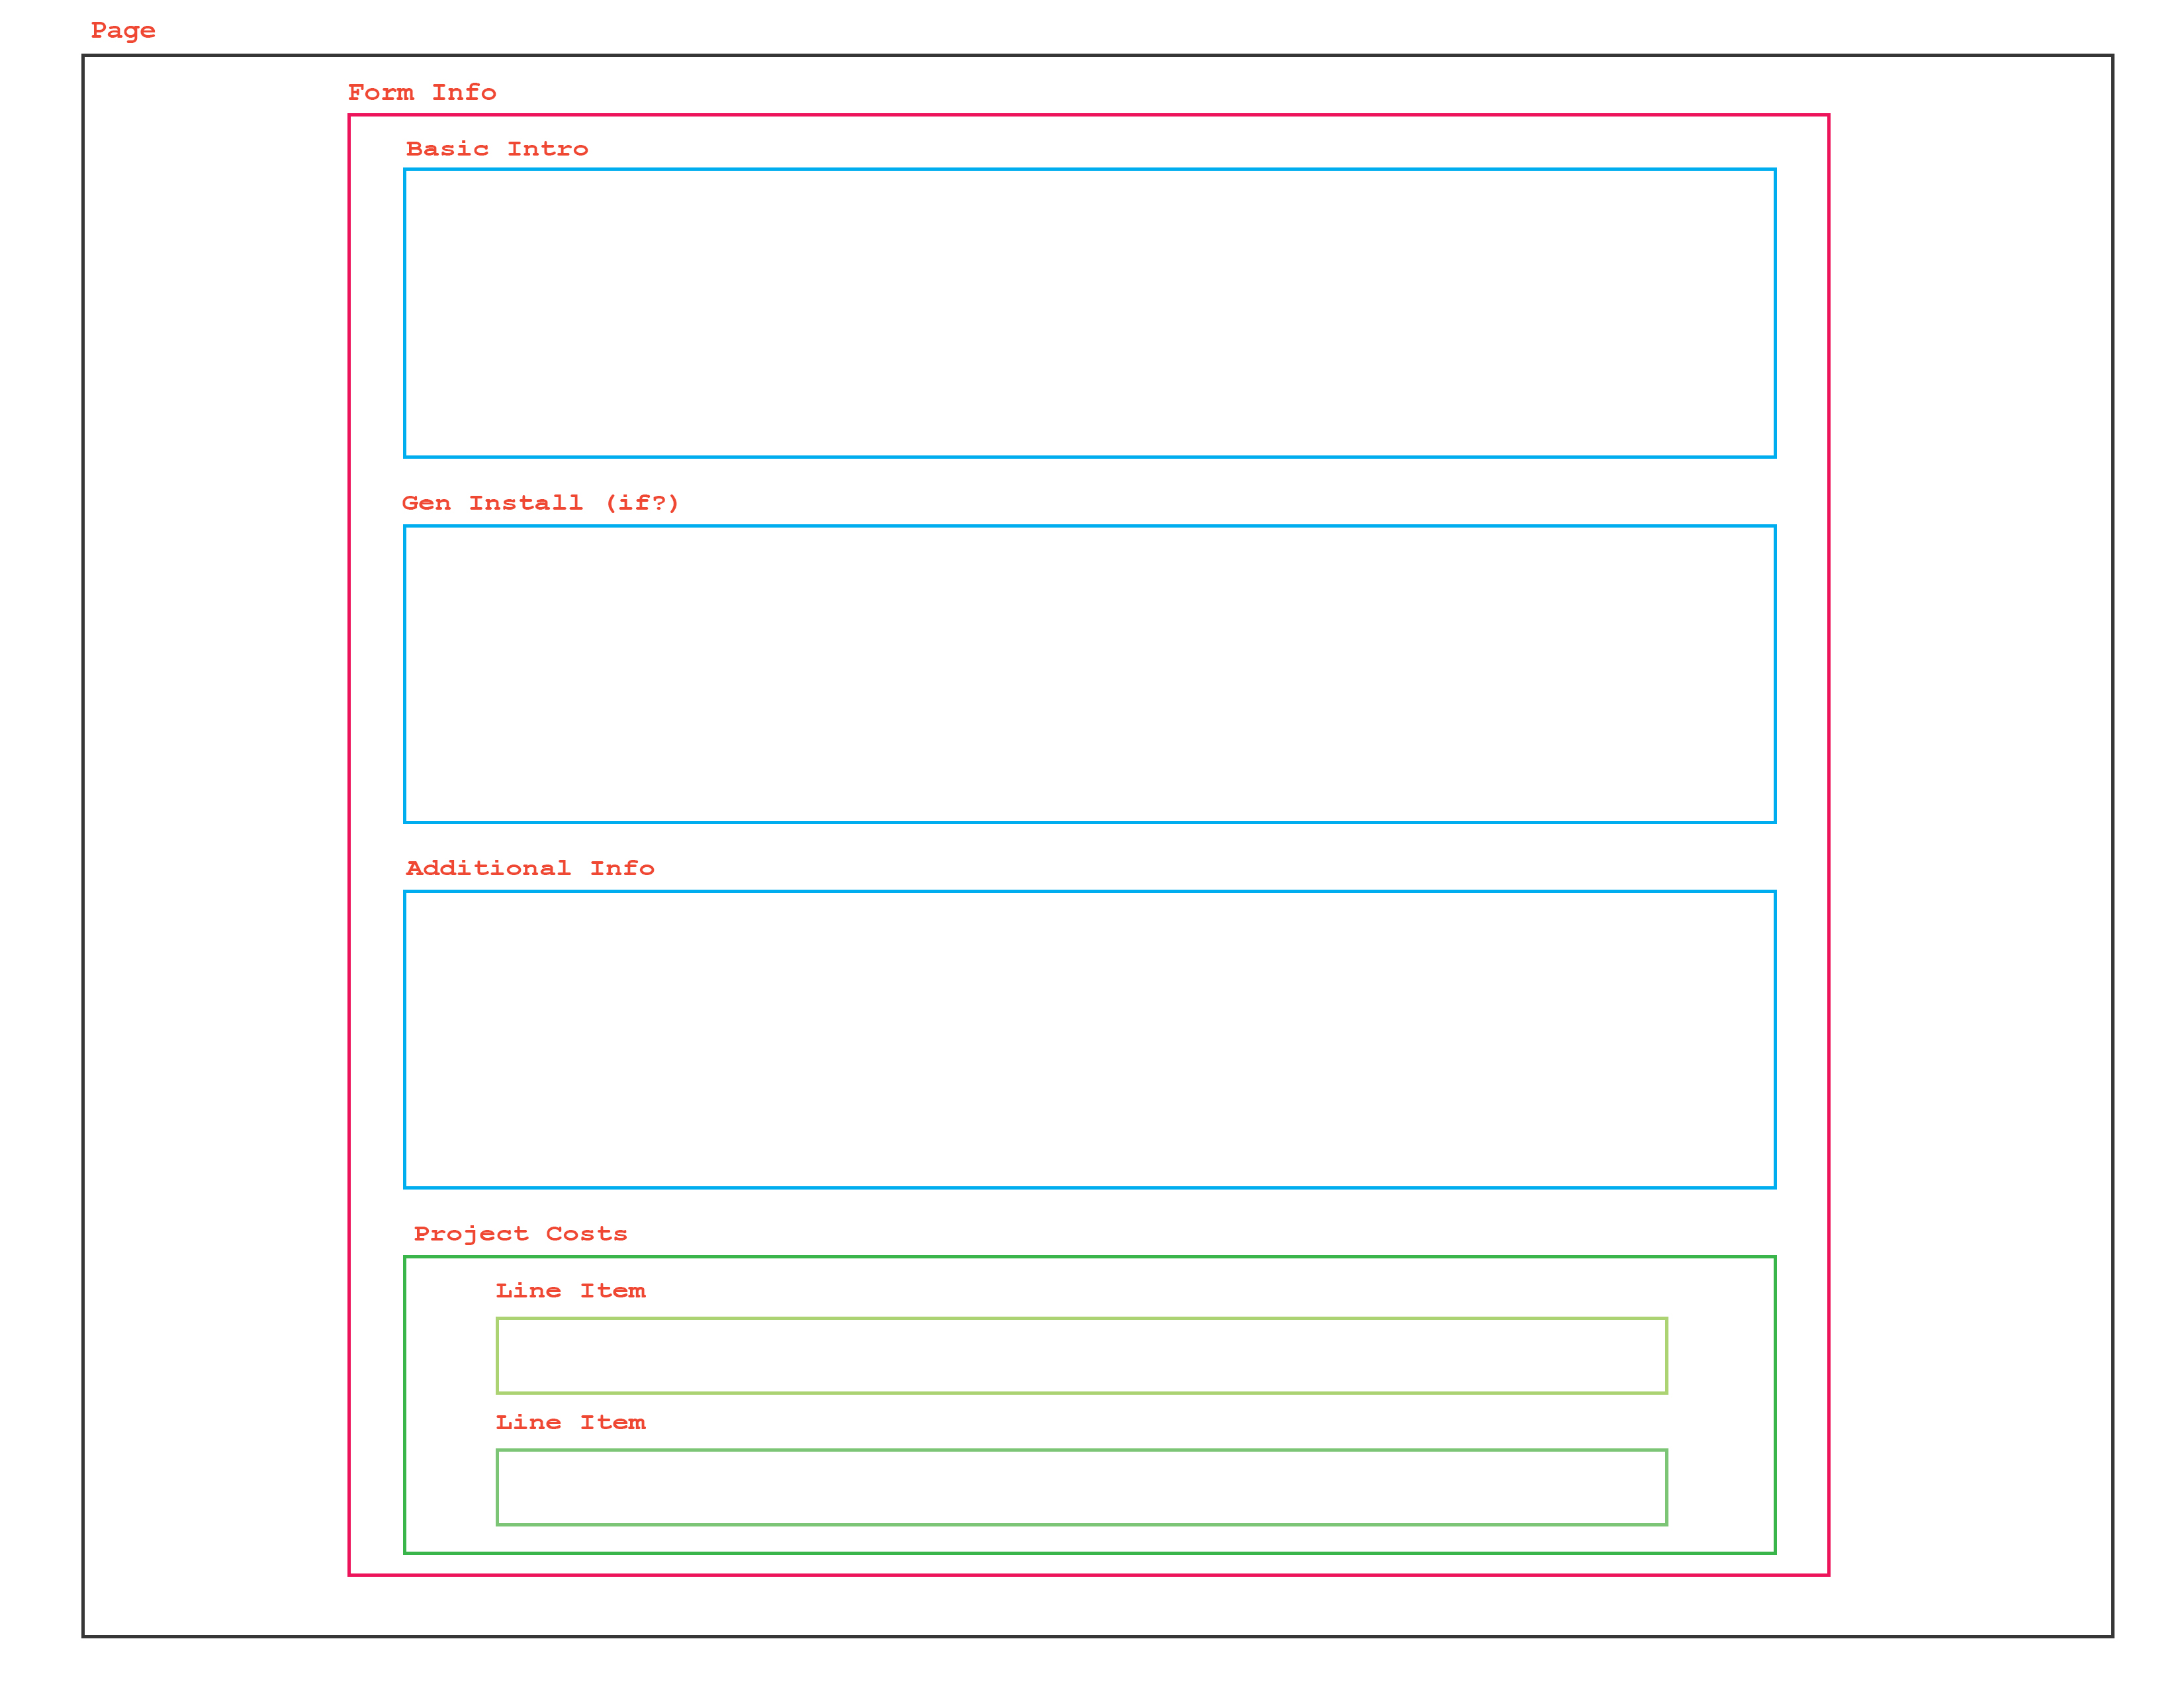 Page
Form Info
Basic Intro
Gen Install (if?)
Additional Info
Project Costs
Line Item
Line Item